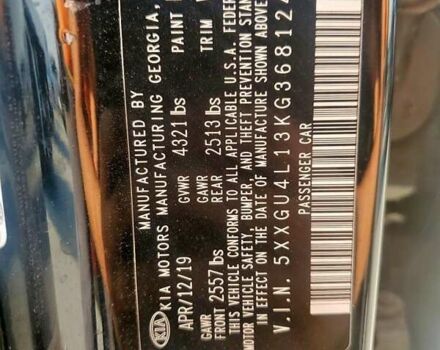 KIA
MANUFACTURED BY
KIA MOTORS MANUFACTURING GEORGIA,
APR/12/19 GVWR 4321 lbs PAINT
GAWR FRONT 2557 lbs GAWR REAR 2513 lbs TRIM
THIS VEHICLE CONFORMS TO ALL APPLICABLE U.S.A. FEDER
MOTOR VEHICLE SAFETY, BUMPER, AND THEFT PREVENTION STAN
IN EFFECT ON THE DATE OF MANUFACTURE SHOWN ABOVE
V.I.N. 5XXGU4L13KG368124
PASSENGER CAR